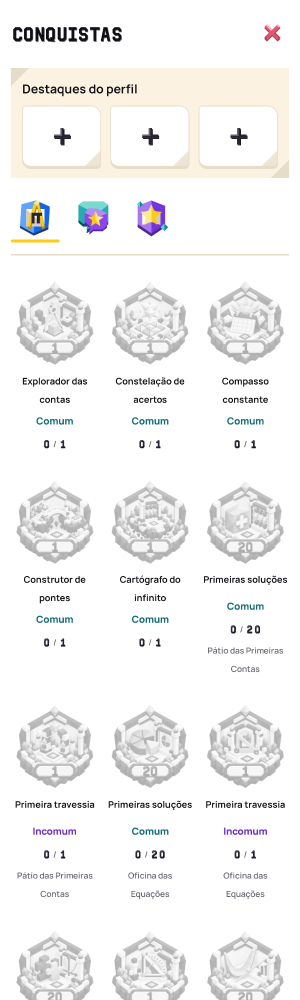 CONQUISTAS
Destaques do perfil
1
1
1
Explorador das
contas
Constelação de
acertos
Compasso
constante
Comum
Comum
Comum
0 / 1
0 / 1
0 / 1
1
1
20
Construtor de
pontes
Cartógrafo do
infinito
Primeiras soluções
Comum
Comum
Comum
0 / 1
0 / 1
0 / 20
Pátio das Primeiras
Contas
1
20
1
Primeira travessia
Primeiras soluções
Primeira travessia
Incomum
Comum
Incomum
0 / 1
0 / 20
0 / 1
Pátio das Primeiras
Contas
Oficina das
Equações
Oficina das
Equações
20
1
20